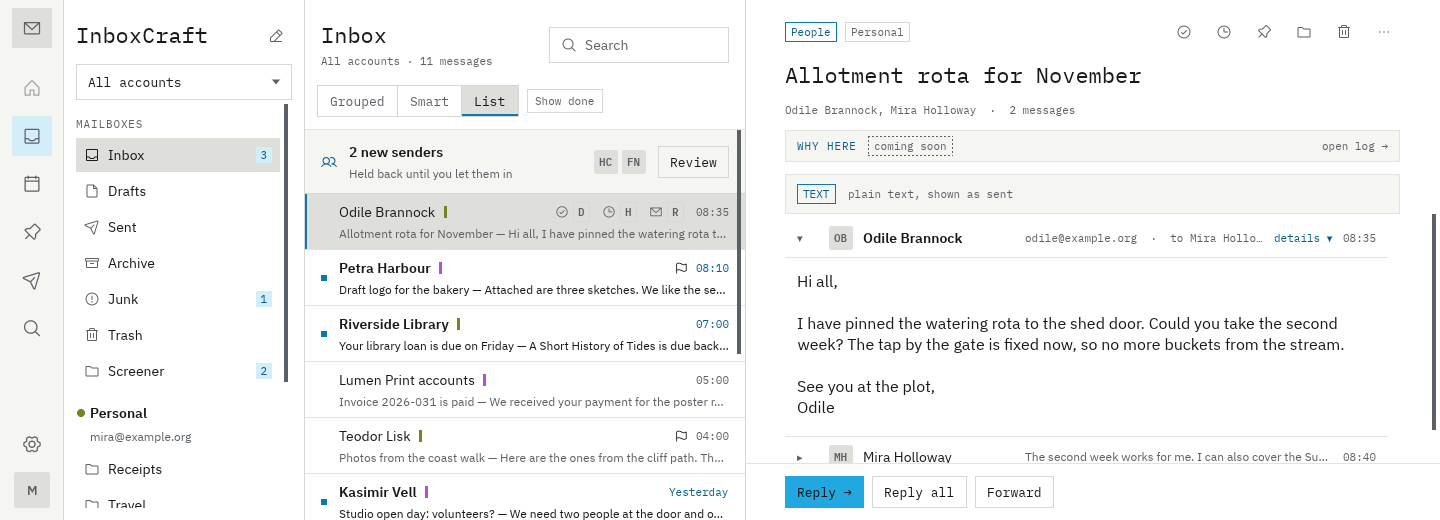 InboxCraft
All accounts
MAILBOXES
Inbox 3
Drafts
Sent
Archive
Junk 1
Trash
Screener 2
Personal
mira@example.org
Receipts
Travel
M
Inbox
All accounts · 11 messages
Search
Grouped Smart List Show done
2 new senders
Held back until you let them in
HC FN Review
Odile Brannock D H R 08:35
Allotment rota for November — Hi all, I have pinned the watering rota t…
Petra Harbour 08:10
Draft logo for the bakery — Attached are three sketches. We like the se…
Riverside Library 07:00
Your library loan is due on Friday — A Short History of Tides is due back…
Lumen Print accounts 05:00
Invoice 2026-031 is paid — We received your payment for the poster r…
Teodor Lisk 04:00
Photos from the coast walk — Here are the ones from the cliff path. Th…
Kasimir Vell Yesterday
Studio open day: volunteers? — We need two people at the door and o…
People Personal
Allotment rota for November
Odile Brannock, Mira Holloway · 2 messages
WHY HERE coming soon open log →
TEXT plain text, shown as sent
▾ OB Odile Brannock odile@example.org · to Mira Hollo… details ▾ 08:35
Hi all,
I have pinned the watering rota to the shed door. Could you take the second
week? The tap by the gate is fixed now, so no more buckets from the stream.
See you at the plot,
Odile
▸ MH Mira Holloway The second week works for me. I can also cover the Su… 08:40
Reply → Reply all Forward